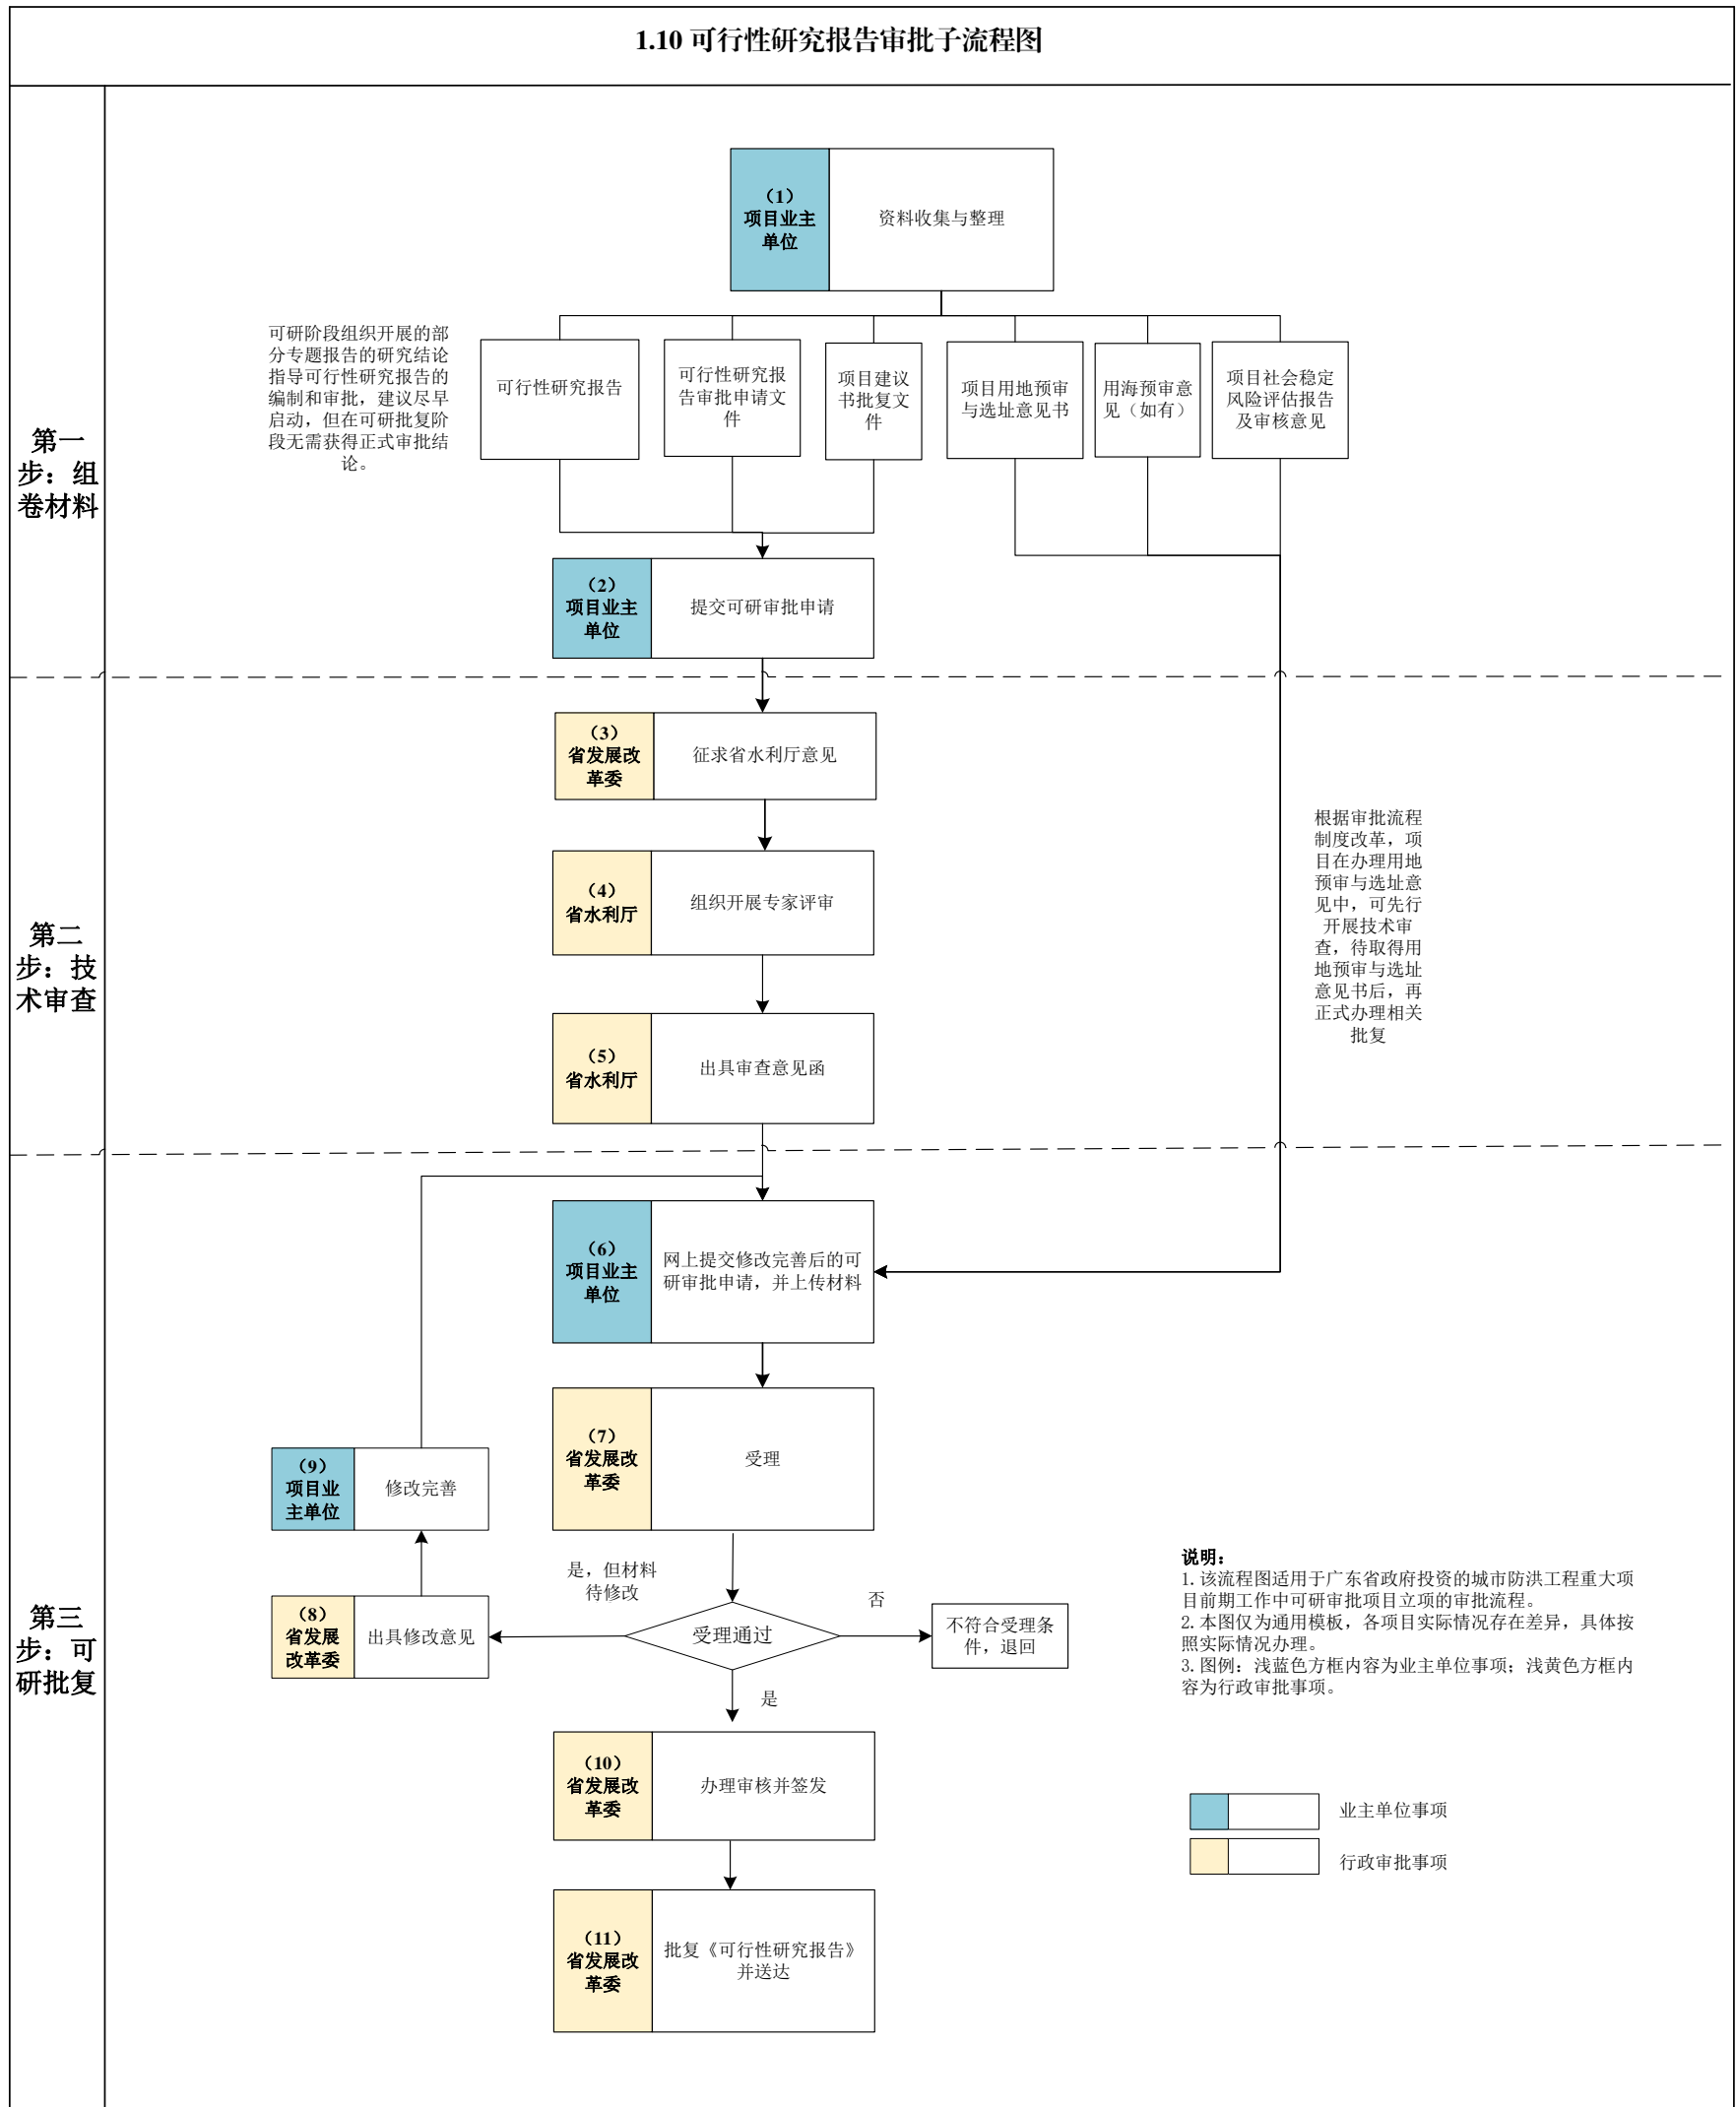 1.10 可行性研究报告审批子流程图
第一
步：组
卷材料
（1）
项目业主
单位
资料收集与整理
可研阶段组织开展的部
分专题报告的研究结论
指导可行性研究报告的
编制和审批，建议尽早
启动，但在可研批复阶
段无需获得正式审批结
论。
可行性研究报告
可行性研究报
告审批申请文
件
项目建议
书批复文
件
项目用地预审
与选址意见书
用海预审意
见（如有）
项目社会稳定
风险评估报告
及审核意见
（2）
项目业主
单位
提交可研审批申请
第二
步：技
术审查
（3）
省发展改
革委
征求省水利厅意见
（4）
省水利厅
组织开展专家评审
（5）
省水利厅
出具审查意见函
根据审批流程
制度改革，项
目在办理用地
预审与选址意
见中，可先行
开展技术审
查，待取得用
地预审与选址
意见书后，再
正式办理相关
批复
第三
步：可
研批复
（6）
项目业主
单位
网上提交修改完善后的可
研审批申请，并上传材料
（7）
省发展改
革委
受理
（9）
项目业
主单位
修改完善
是，但材料
待修改
（8）
省发展
改革委
出具修改意见
受理通过
否
不符合受理条
件，退回
是
（10）
省发展改
革委
办理审核并签发
（11）
省发展改
革委
批复《可行性研究报告》
并送达
说明：
1.该流程图适用于广东省政府投资的城市防洪工程重大项
目前期工作中可研审批项目立项的审批流程。
2.本图仅为通用模板，各项目实际情况存在差异，具体按
照实际情况办理。
3.图例：浅蓝色方框内容为业主单位事项；浅黄色方框内
容为行政审批事项。
业主单位事项
行政审批事项